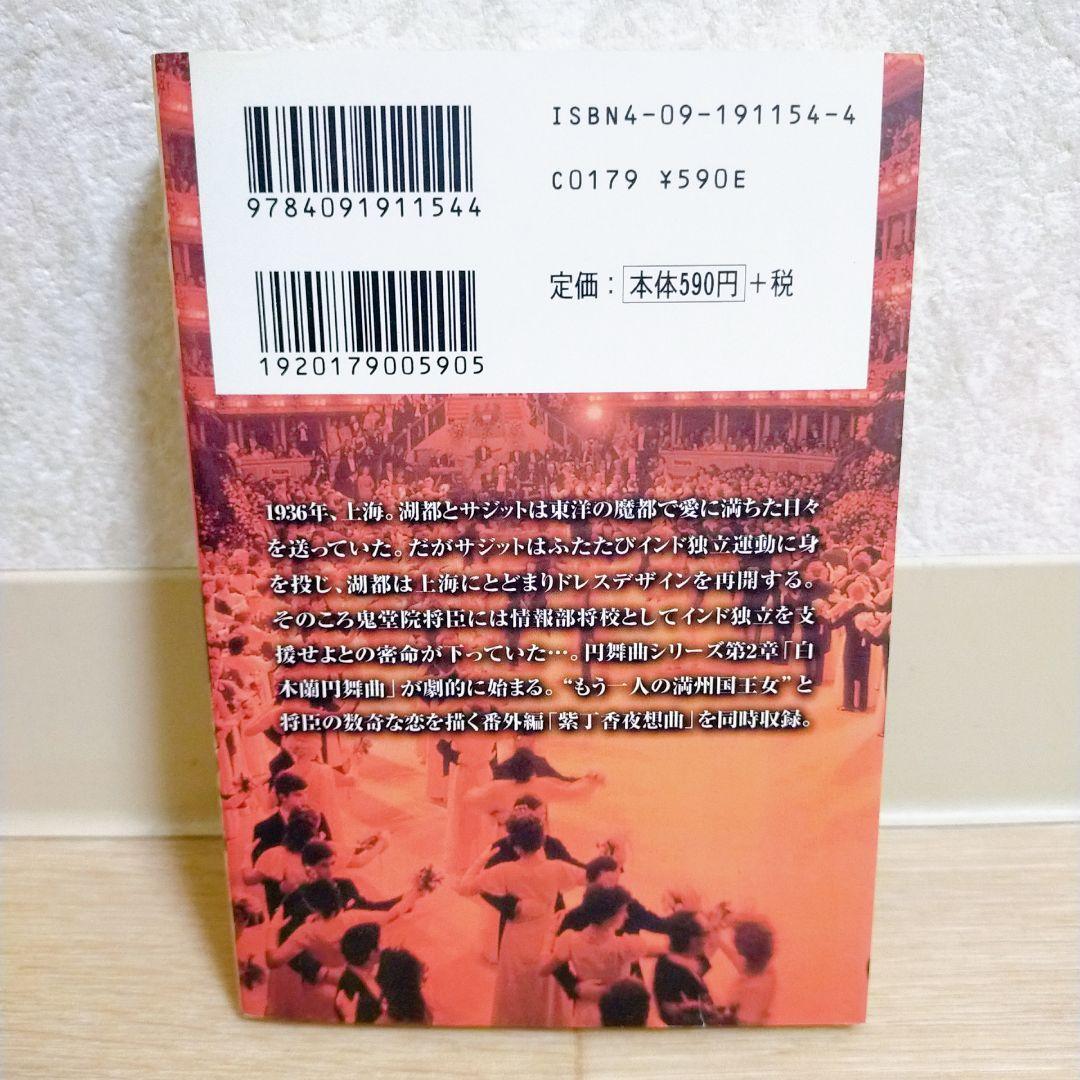 ISBN4-09-191154-4
9784091911544
C0179 ¥590E
定価：本体590円＋税
1920179005905
1936年、上海。湖都とサジットは東洋の魔都で愛に満ちた日々
を送っていた。だがサジットはふたたびインド独立運動に身
を投じ、湖都は上海にとどまりドレスデザインを再開する。
そのころ鬼堂院将臣には情報部将校としてインド独立を支
援せよとの密命が下っていた…。円舞曲シリーズ第2章「白
木蘭円舞曲」が劇的に始まる。“もう一人の満州国王女”と
将臣の数奇な恋を描く番外編「紫丁香夜想曲」を同時収録。